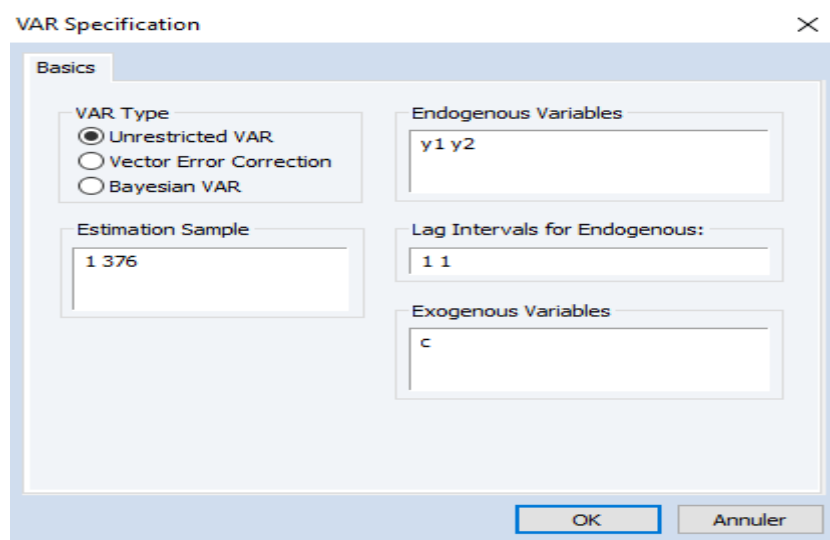 VAR Specification
Basics
VAR Type
Unrestricted VAR
Vector Error Correction
Bayesian VAR
Estimation Sample
1 376
Endogenous Variables
y1 y2
Lag Intervals for Endogenous:
1 1
Exogenous Variables
c
OK
Annuler